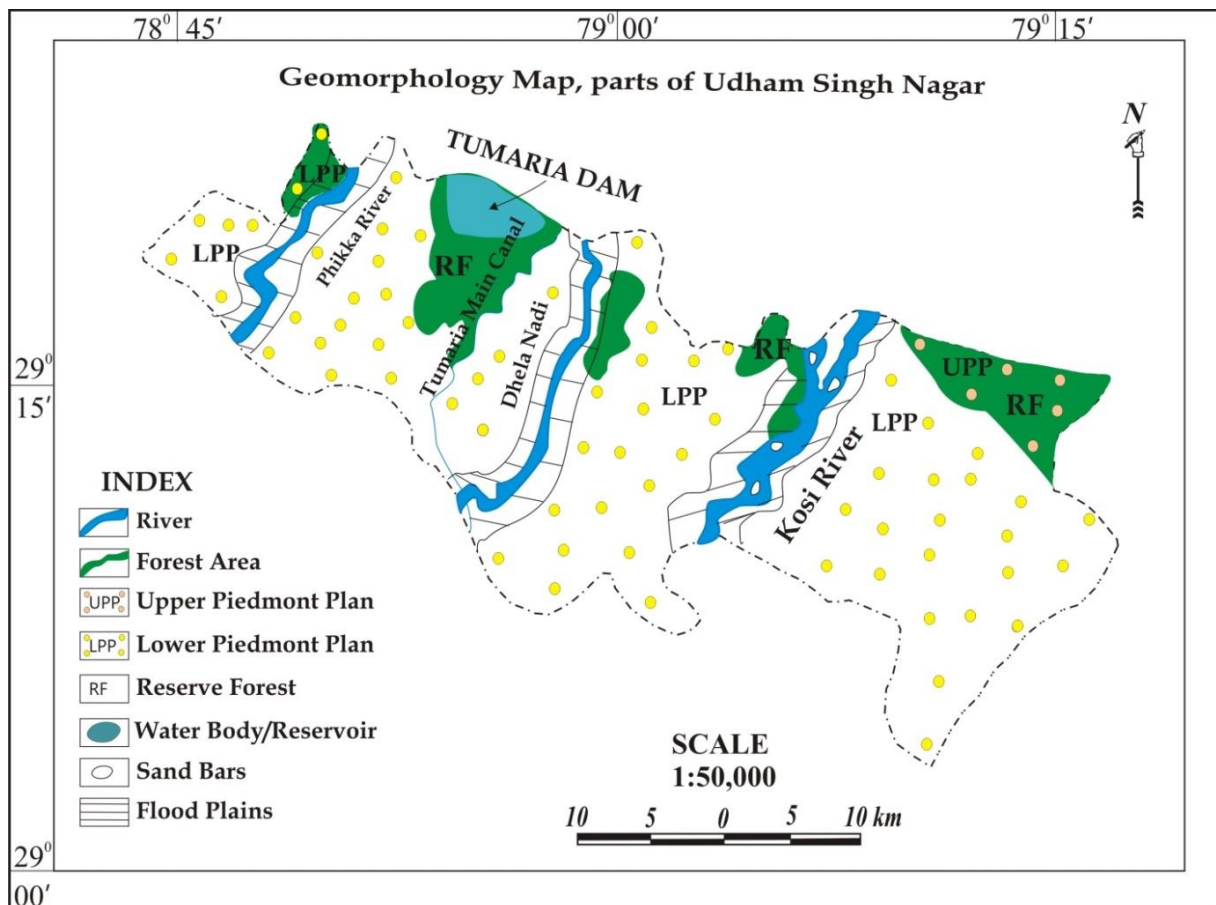 78⁰ 45′
79⁰ 00′
79⁰ 15′
Geomorphology Map, parts of Udham Singh Nagar
N
TUMARIA DAM
LPP
LPP
Phikka River
RF
Tumaria Main Canal
Dhela Nadi
RF
LPP
UPP
RF
LPP
Kosi River
29⁰
15′
INDEX
River
Forest Area
UPP Upper Piedmont Plan
LPP Lower Piedmont Plan
RF Reserve Forest
Water Body/Reservoir
Sand Bars
Flood Plains
SCALE
1:50,000
10 5 0 5 10 km
29⁰
00′